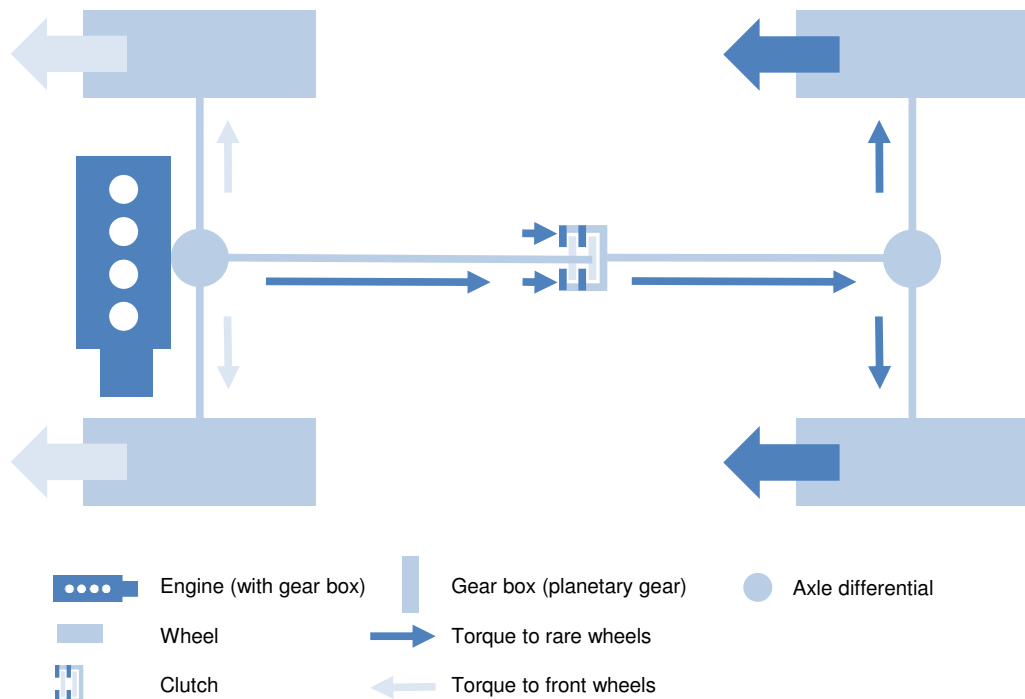 Engine (with gear box)
Gear box (planetary gear)
Axle differential
Wheel
Torque to rare wheels
Clutch
Torque to front wheels